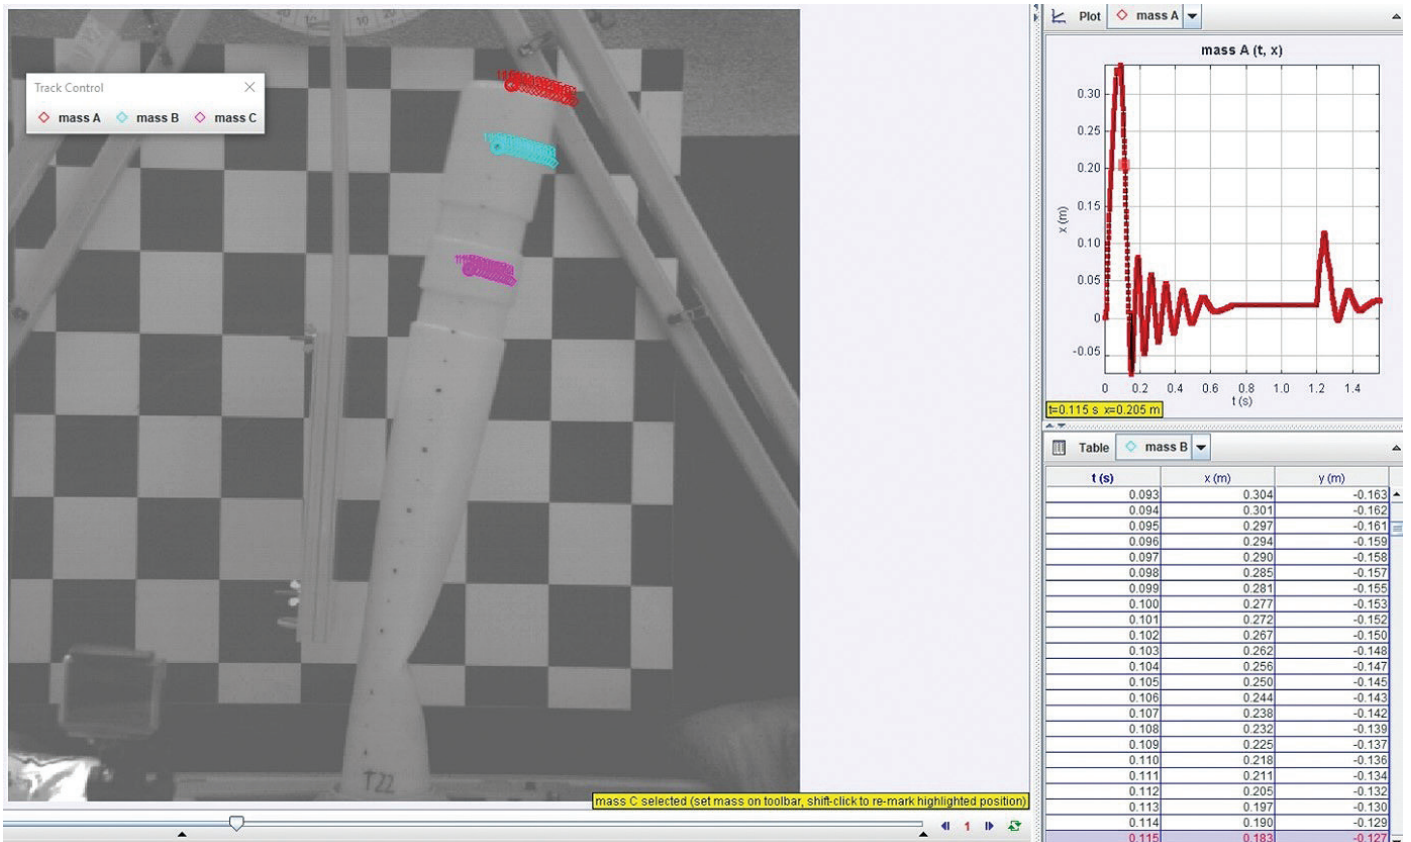 Track Control
mass A mass B mass C
T22
mass C selected (set mass on toolbar, shift-click to re-mark highlighted position)
1
Plot mass A
mass A (t, x)
x (m)
0.30
0.25
0.20
0.15
0.10
0.05
0
-0.05
0 0.2 0.4 0.6 0.8 1.0 1.2 1.4
t (s)
t=0.115 s x=0.205 m
Table mass B
t (s) x (m) y (m)
0.093 0.304 -0.163
0.094 0.301 -0.162
0.095 0.297 -0.161
0.096 0.294 -0.159
0.097 0.290 -0.158
0.098 0.285 -0.157
0.099 0.281 -0.155
0.100 0.277 -0.153
0.101 0.272 -0.152
0.102 0.267 -0.150
0.103 0.262 -0.148
0.104 0.256 -0.147
0.105 0.250 -0.145
0.106 0.244 -0.143
0.107 0.238 -0.142
0.108 0.232 -0.139
0.109 0.225 -0.137
0.110 0.218 -0.136
0.111 0.211 -0.134
0.112 0.205 -0.132
0.113 0.197 -0.130
0.114 0.190 -0.129
0.115 0.183 -0.127